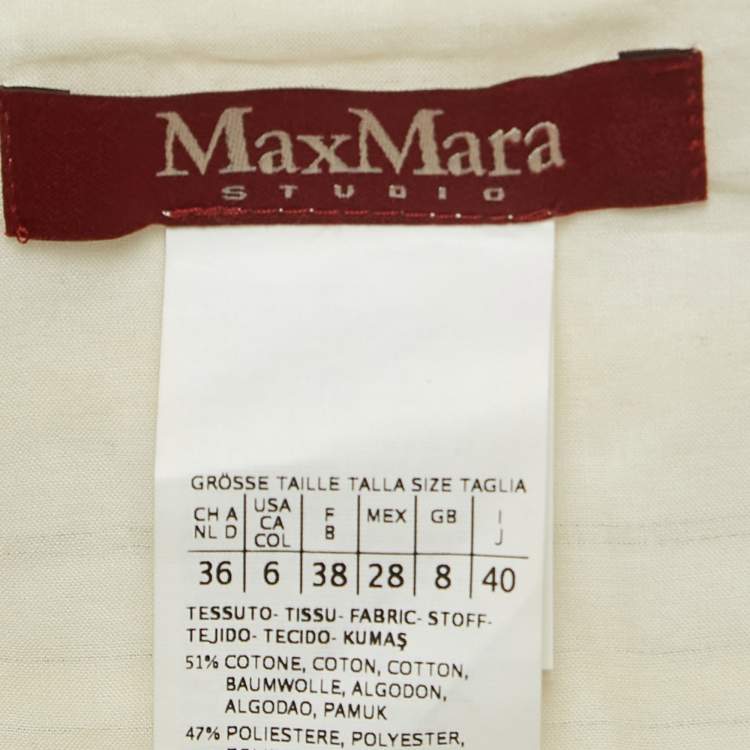 MaxMara
STUDIO
GRÖSSE TAILLE TALLA SIZE TAGLIA
CH A NL D | USA CA COL | F B | MEX | GB | I J
36 | 6 | 38 | 28 | 8 | 40
TESSUTO- TISSU- FABRIC- STOFF-
TEJIDO- TECIDO- KUMAŞ
51% COTONE, COTON, COTTON,
BAUMWOLLE, ALGODON,
ALGODAO, PAMUK
47% POLIESTERE, POLYESTER,